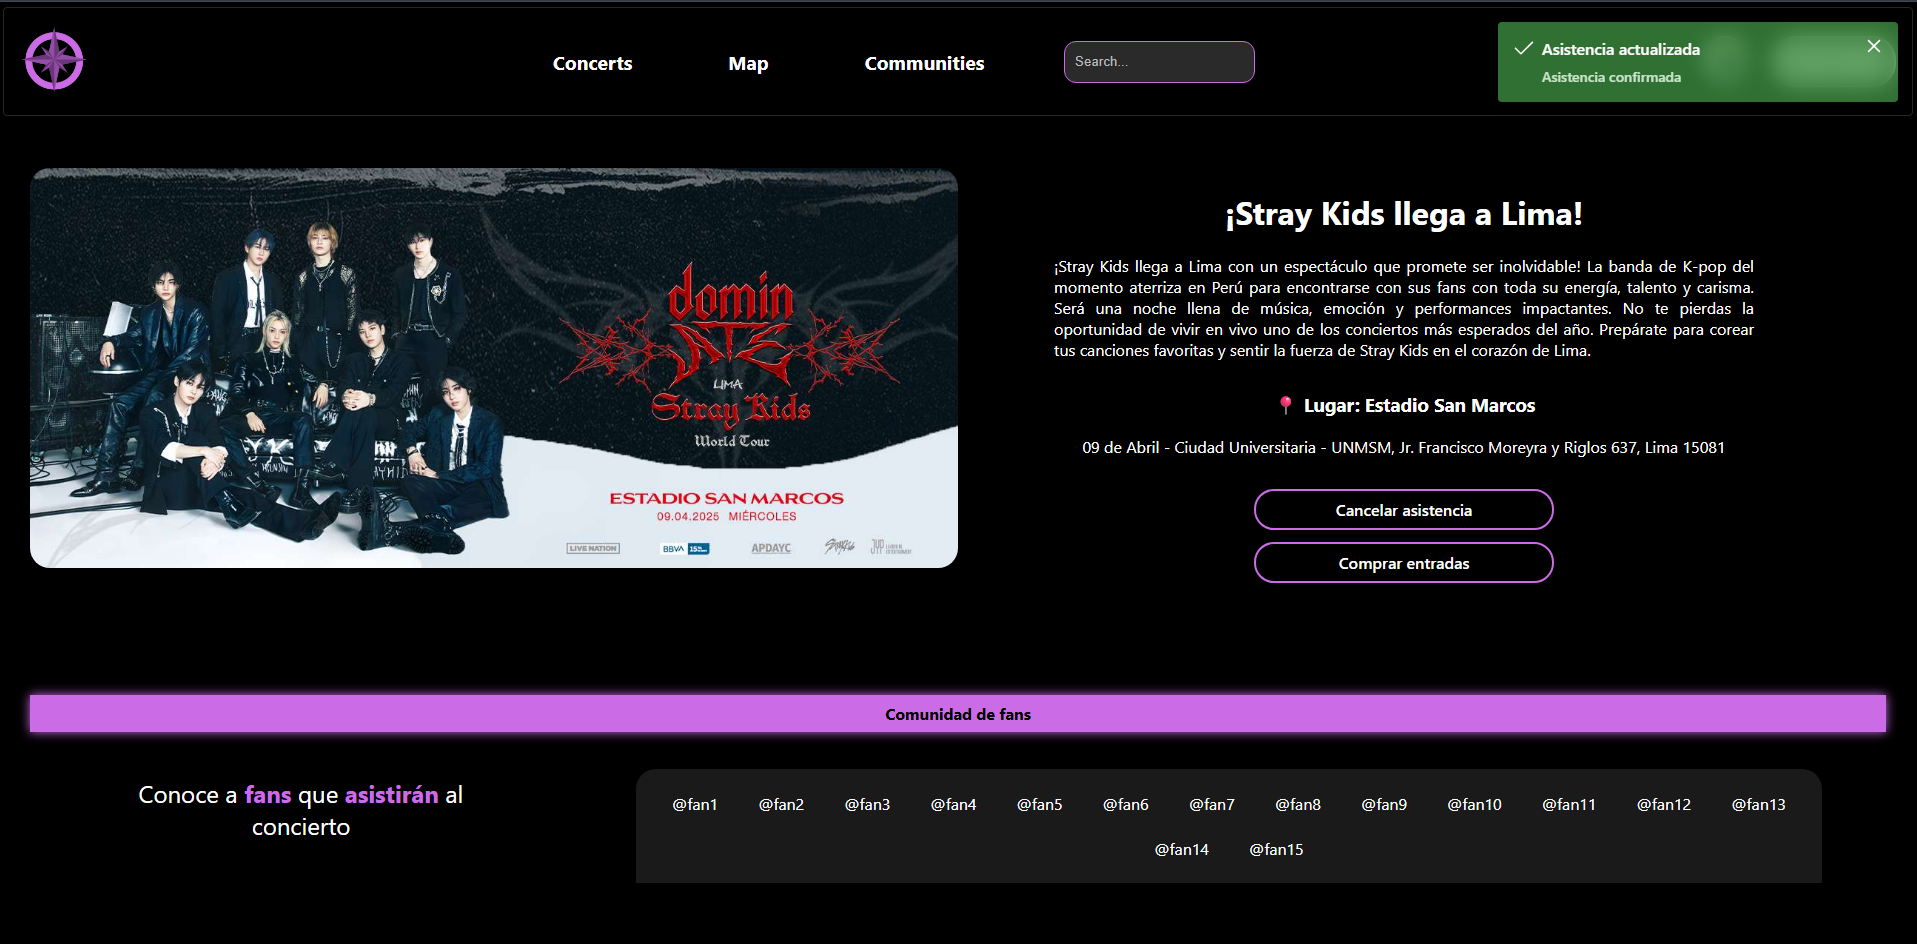 Concerts
Map
Communities
Search...
Asistencia actualizada
Asistencia confirmada
domin
ATE
LIMA
Stray Kids
World Tour
ESTADIO SAN MARCOS
09.04.2025 MIÉRCOLES
LIVE NATION
BBVA
APDAYC
¡Stray Kids llega a Lima!
¡Stray Kids llega a Lima con un espectáculo que promete ser inolvidable! La banda de K-pop del
momento aterriza en Perú para encontrarse con sus fans con toda su energía, talento y carisma.
Será una noche llena de música, emoción y performances impactantes. No te pierdas la
oportunidad de vivir en vivo uno de los conciertos más esperados del año. Prepárate para corear
tus canciones favoritas y sentir la fuerza de Stray Kids en el corazón de Lima.
Lugar: Estadio San Marcos
09 de Abril - Ciudad Universitaria - UNMSM, Jr. Francisco Moreyra y Riglos 637, Lima 15081
Cancelar asistencia
Comprar entradas
Comunidad de fans
Conoce a fans que asistirán al
concierto
@fan1 @fan2 @fan3 @fan4 @fan5 @fan6 @fan7 @fan8 @fan9 @fan10 @fan11 @fan12 @fan13
@fan14 @fan15